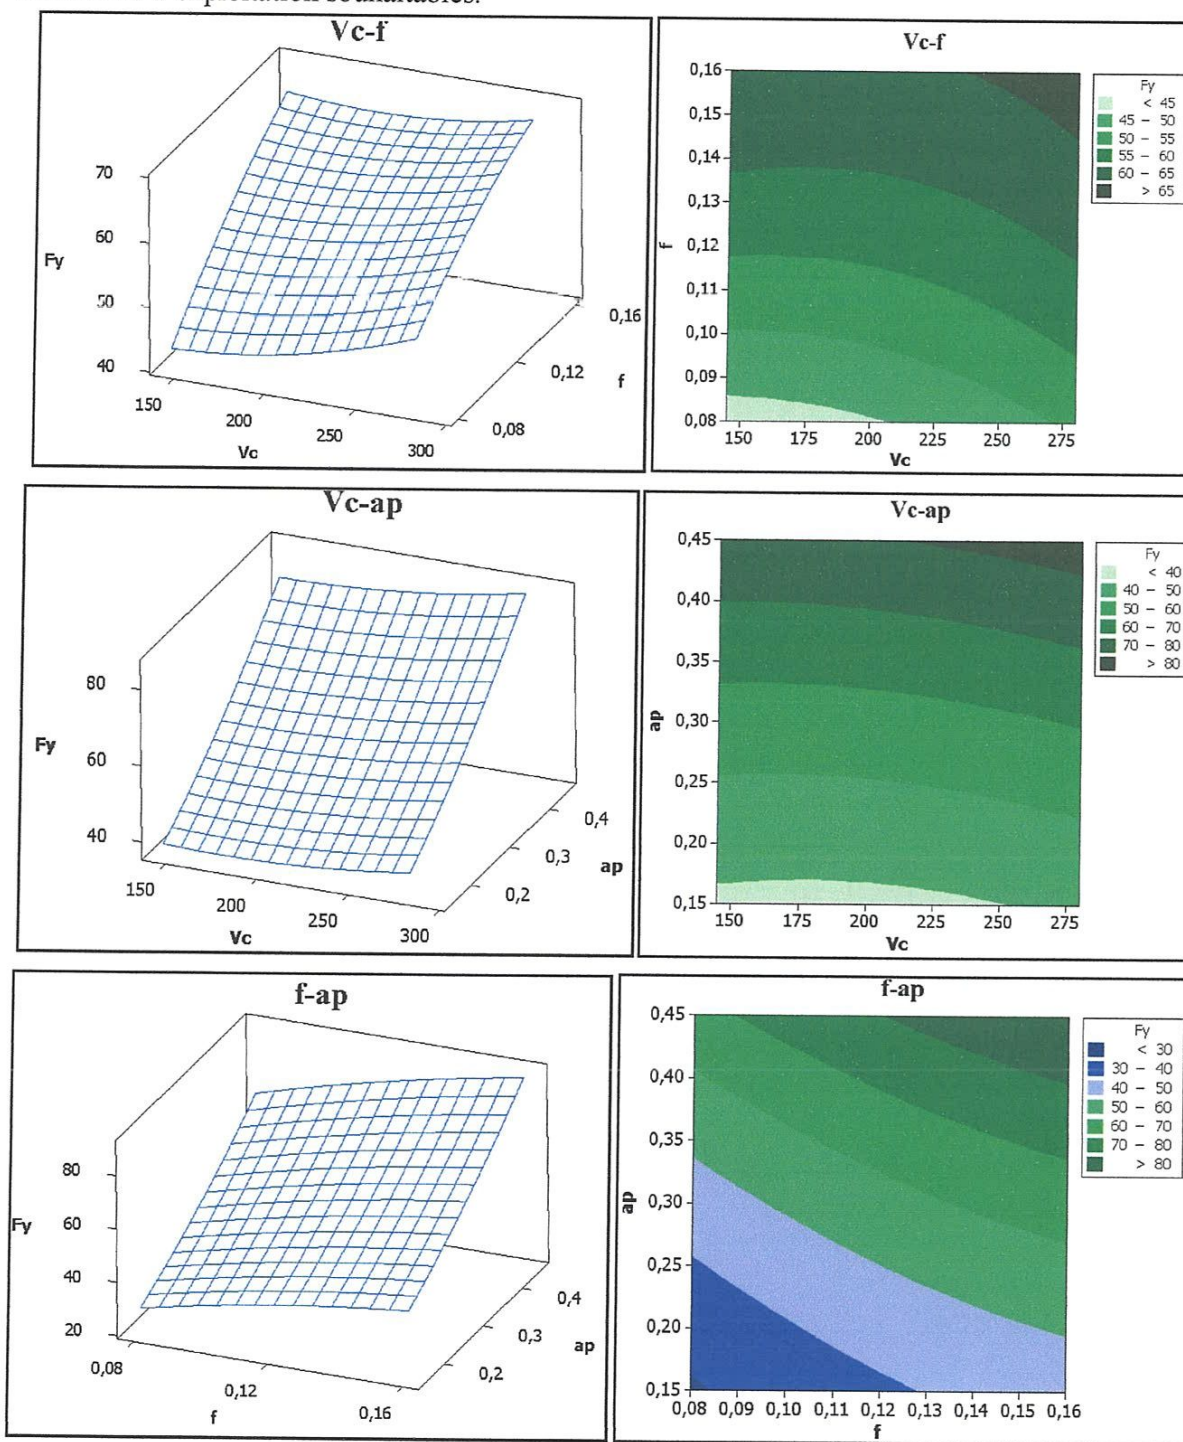 exploitation souhaitables.
Vc-f
70
60
Fy
50
40
150
200
250
300
Vc
0,08
0,12
0,16
f
Vc-f
0,16
0,15
0,14
0,13
0,12
0,11
0,10
0,09
0,08
f
150 175 200 225 250 275
Vc
Fy
< 45
45 – 50
50 – 55
55 – 60
60 – 65
> 65
Vc-ap
80
Fy
60
40
150
200
250
300
Vc
0,2
0,3
0,4
ap
Vc-ap
0,45
0,40
0,35
0,30
0,25
0,20
0,15
ap
150 175 200 225 250 275
Vc
Fy
< 40
40 – 50
50 – 60
60 – 70
70 – 80
> 80
f-ap
80
Fy
60
40
20
0,08
0,12
0,16
f
0,2
0,3
0,4
ap
f-ap
0,45
0,40
0,35
0,30
0,25
0,20
0,15
ap
0,08 0,09 0,10 0,11 0,12 0,13 0,14 0,15 0,16
f
Fy
< 30
30 – 40
40 – 50
50 – 60
60 – 70
70 – 80
> 80